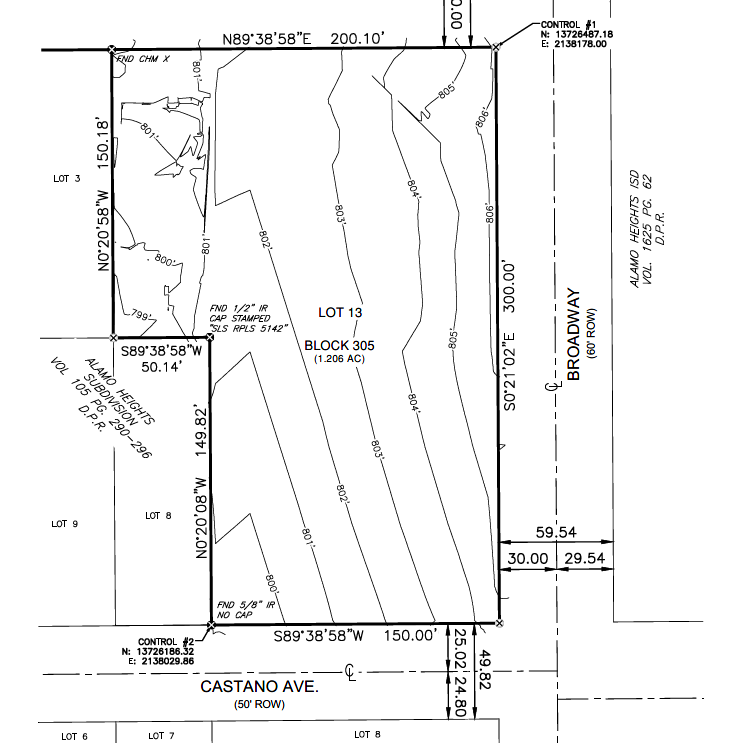 0.00
CONTROL #1
N: 13726487.18
E: 2138178.00
N89°38'58"E 200.10'
FND CHM X
801'
805'
806'
801'
N0°20'58"W 150.18'
LOT 3
804'
803'
806'
802'
801'
800'
799'
ALAMO HEIGHTS ISD
VOL. 1625 PG. 62
D.P.R.
FND 1/2" IR
CAP STAMPED
"SLS RPLS 5142"
LOT 13
BLOCK 305
(1.206 AC)
S0°21'02"E 300.00'
BROADWAY
(60' ROW)
CL
805'
S89°38'58"W
50.14'
ALAMO HEIGHTS
SUBDIVISION
VOL 105 PG. 290-296
D.P.R.
804'
803'
N0°20'08"W 149.82'
802'
801'
800'
LOT 9
LOT 8
59.54
30.00
29.54
FND 5/8" IR
NO CAP
S89°38'58"W 150.00'
CONTROL #2
N: 13726186.32
E: 2138029.86
25.02
24.80
49.82
CL
CASTANO AVE.
(50' ROW)
LOT 6
LOT 7
LOT 8